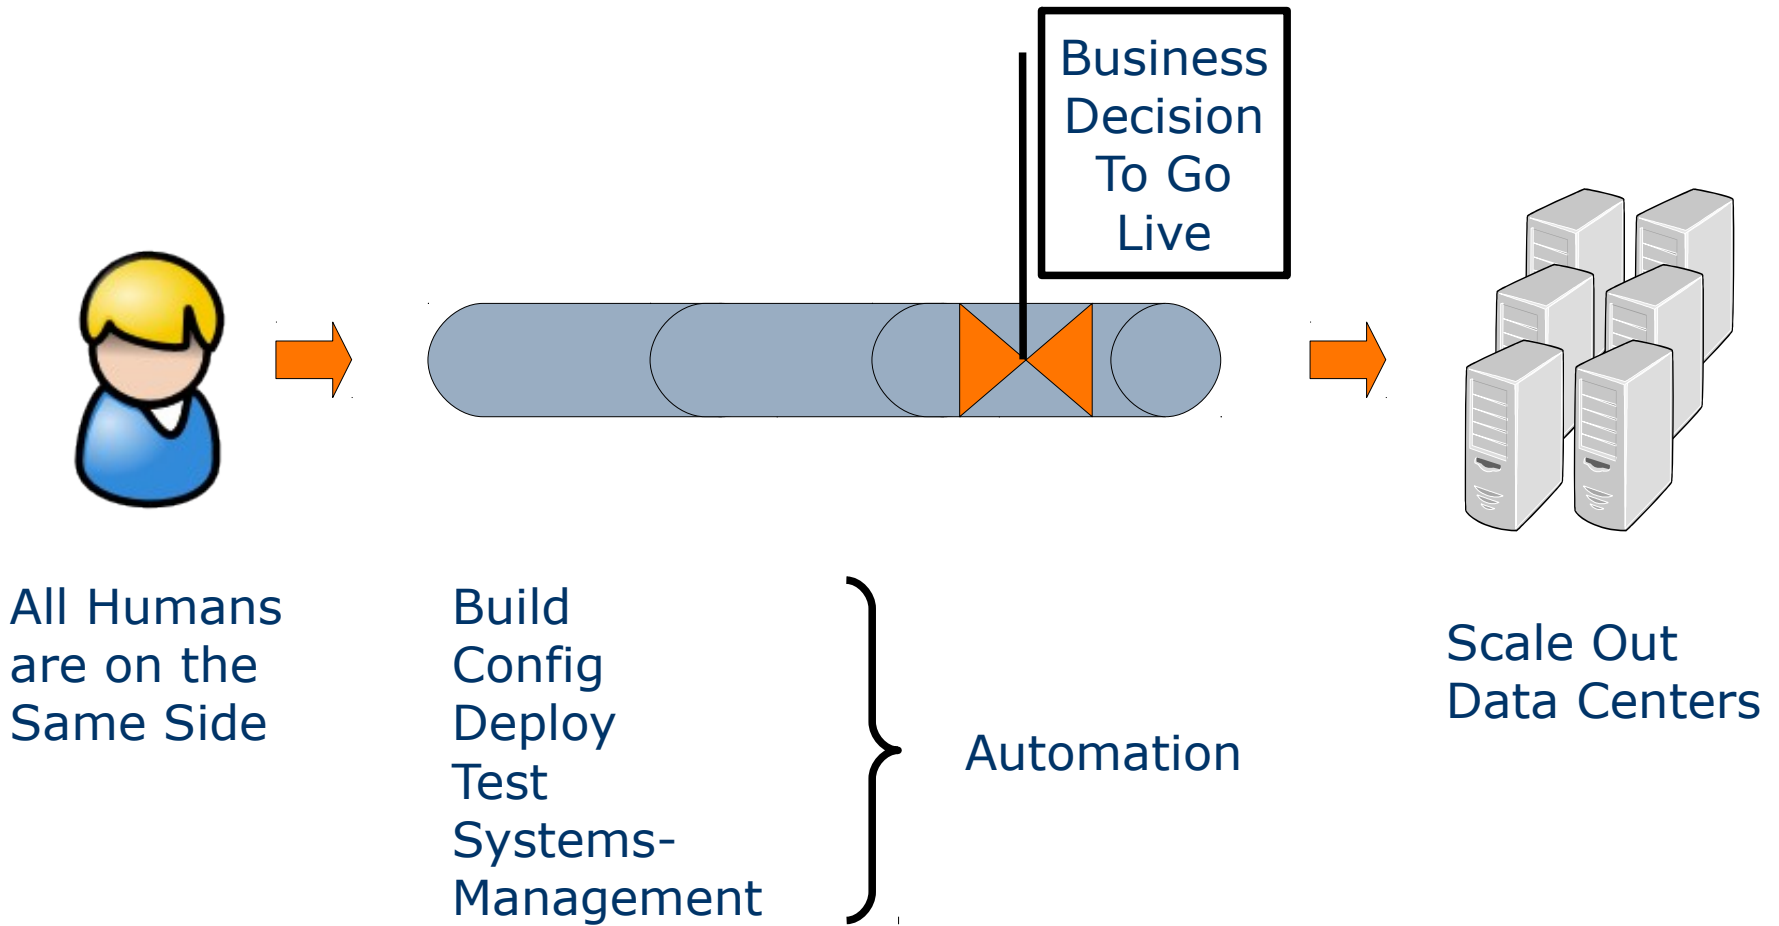 Business
Decision
To Go
Live
All Humans
are on the
Same Side
Build
Config
Deploy
Test
Systems-
Management
Automation
Scale Out
Data Centers